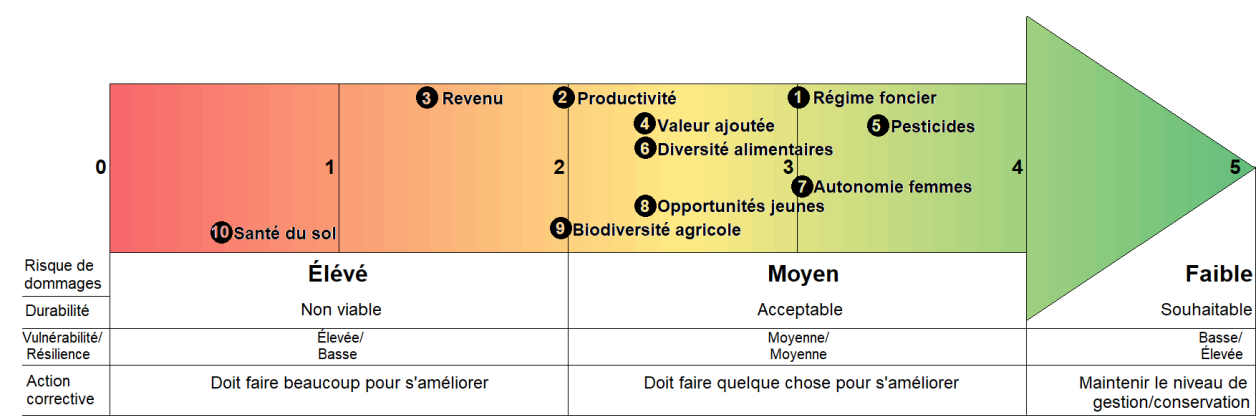 3 Revenu
2 Productivité
1 Régime foncier
4 Valeur ajoutée
5 Pesticides
6 Diversité alimentaires
0
1
2
3
4
5
7 Autonomie femmes
8 Opportunités jeunes
10 Santé du sol
9 Biodiversité agricole
Risque de
dommages
Élévé
Moyen
Faible
Durabilité
Non viable
Acceptable
Souhaitable
Vulnérabilité/
Résilience
Élevée/
Basse
Moyenne/
Moyenne
Basse/
Élevée
Action
corrective
Doit faire beaucoup pour s'améliorer
Doit faire quelque chose pour s'améliorer
Maintenir le niveau de
gestion/conservation